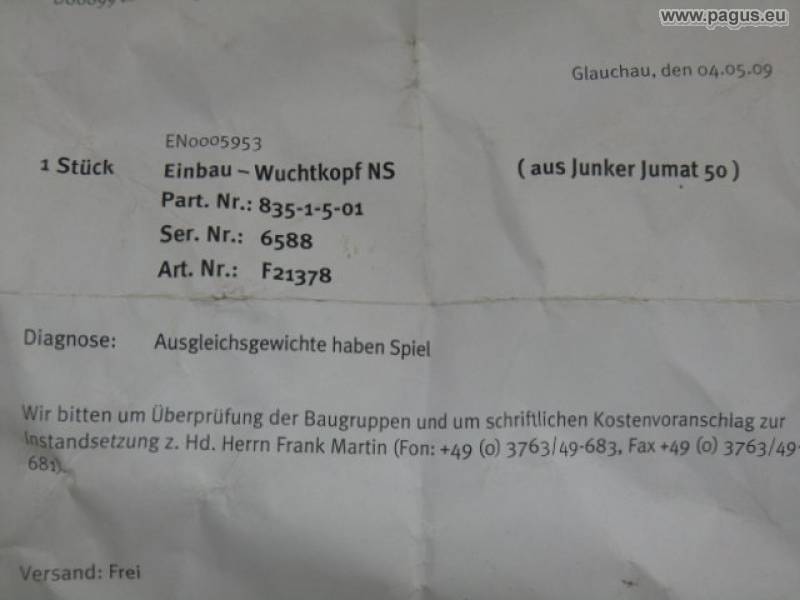 www.pagus.eu
Glauchau, den 04.05.09
EN0005953
1 Stück Einbau – Wuchtkopf NS ( aus Junker Jumat 50 )
Part. Nr.: 835-1-5-01
Ser. Nr.: 6588
Art. Nr.: F21378
Diagnose: Ausgleichsgewichte haben Spiel
Wir bitten um Überprüfung der Baugruppen und um schriftlichen Kostenvoranschlag zur
Instandsetzung z. Hd. Herrn Frank Martin (Fon: +49 (0) 3763/49-683, Fax +49 (0) 3763/49-
681).
Versand: Frei